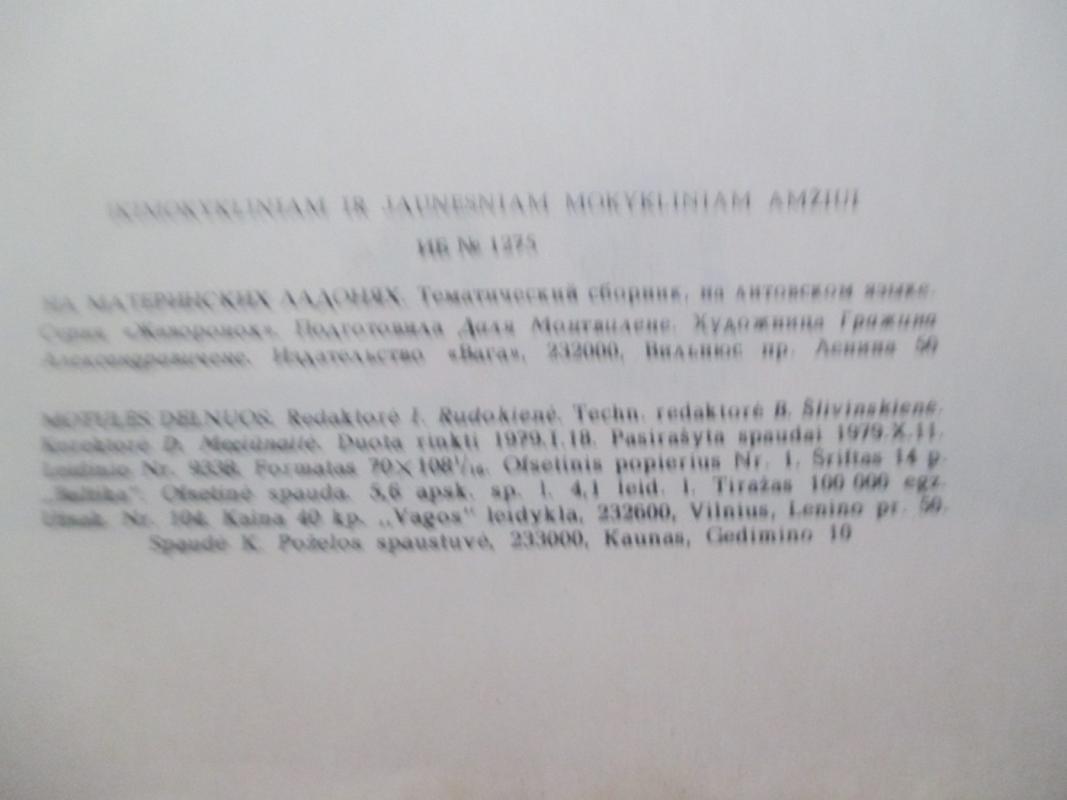 IKIMOKYKLINIAM IR JAUNESNIAM MOKYKLINIAM AMŽIUI
ИБ № 1275
НА МАТЕРИНСКИХ ЛАДОНЯХ. Тематический сборник, на литовском языке.
Серия «Жаворонок». Подготовила Даля Монтвилене. Художница Гражина
Александравичене. Издательство «Вага», 232600, Вильнюс пр. Ленина 50
MOTULĖS DELNUOS. Redaktorė I. Rudokienė. Techn. redaktorė B. Šlivinskienė.
Korektorė D. Duota rinkti 1979.I.18. Pasirašyta spaudai 1979.X.11.
Leidinio Nr. 9338. Formatas 70×108¹/₁₆. Ofsetinis popierius Nr. 1. Šriftas 14 p.
„Baltika“. Ofsetinė spauda. 5,6 apsk. sp. l. 4,1 leid. l. Tiražas 100 000 egz.
Užsak. Nr. 104. Kaina 40 kp. „Vagos“ leidykla, 232600, Vilnius, Lenino pr. 50.
Spaudė K. Poželos spaustuvė, 233000, Kaunas, Gedimino 10